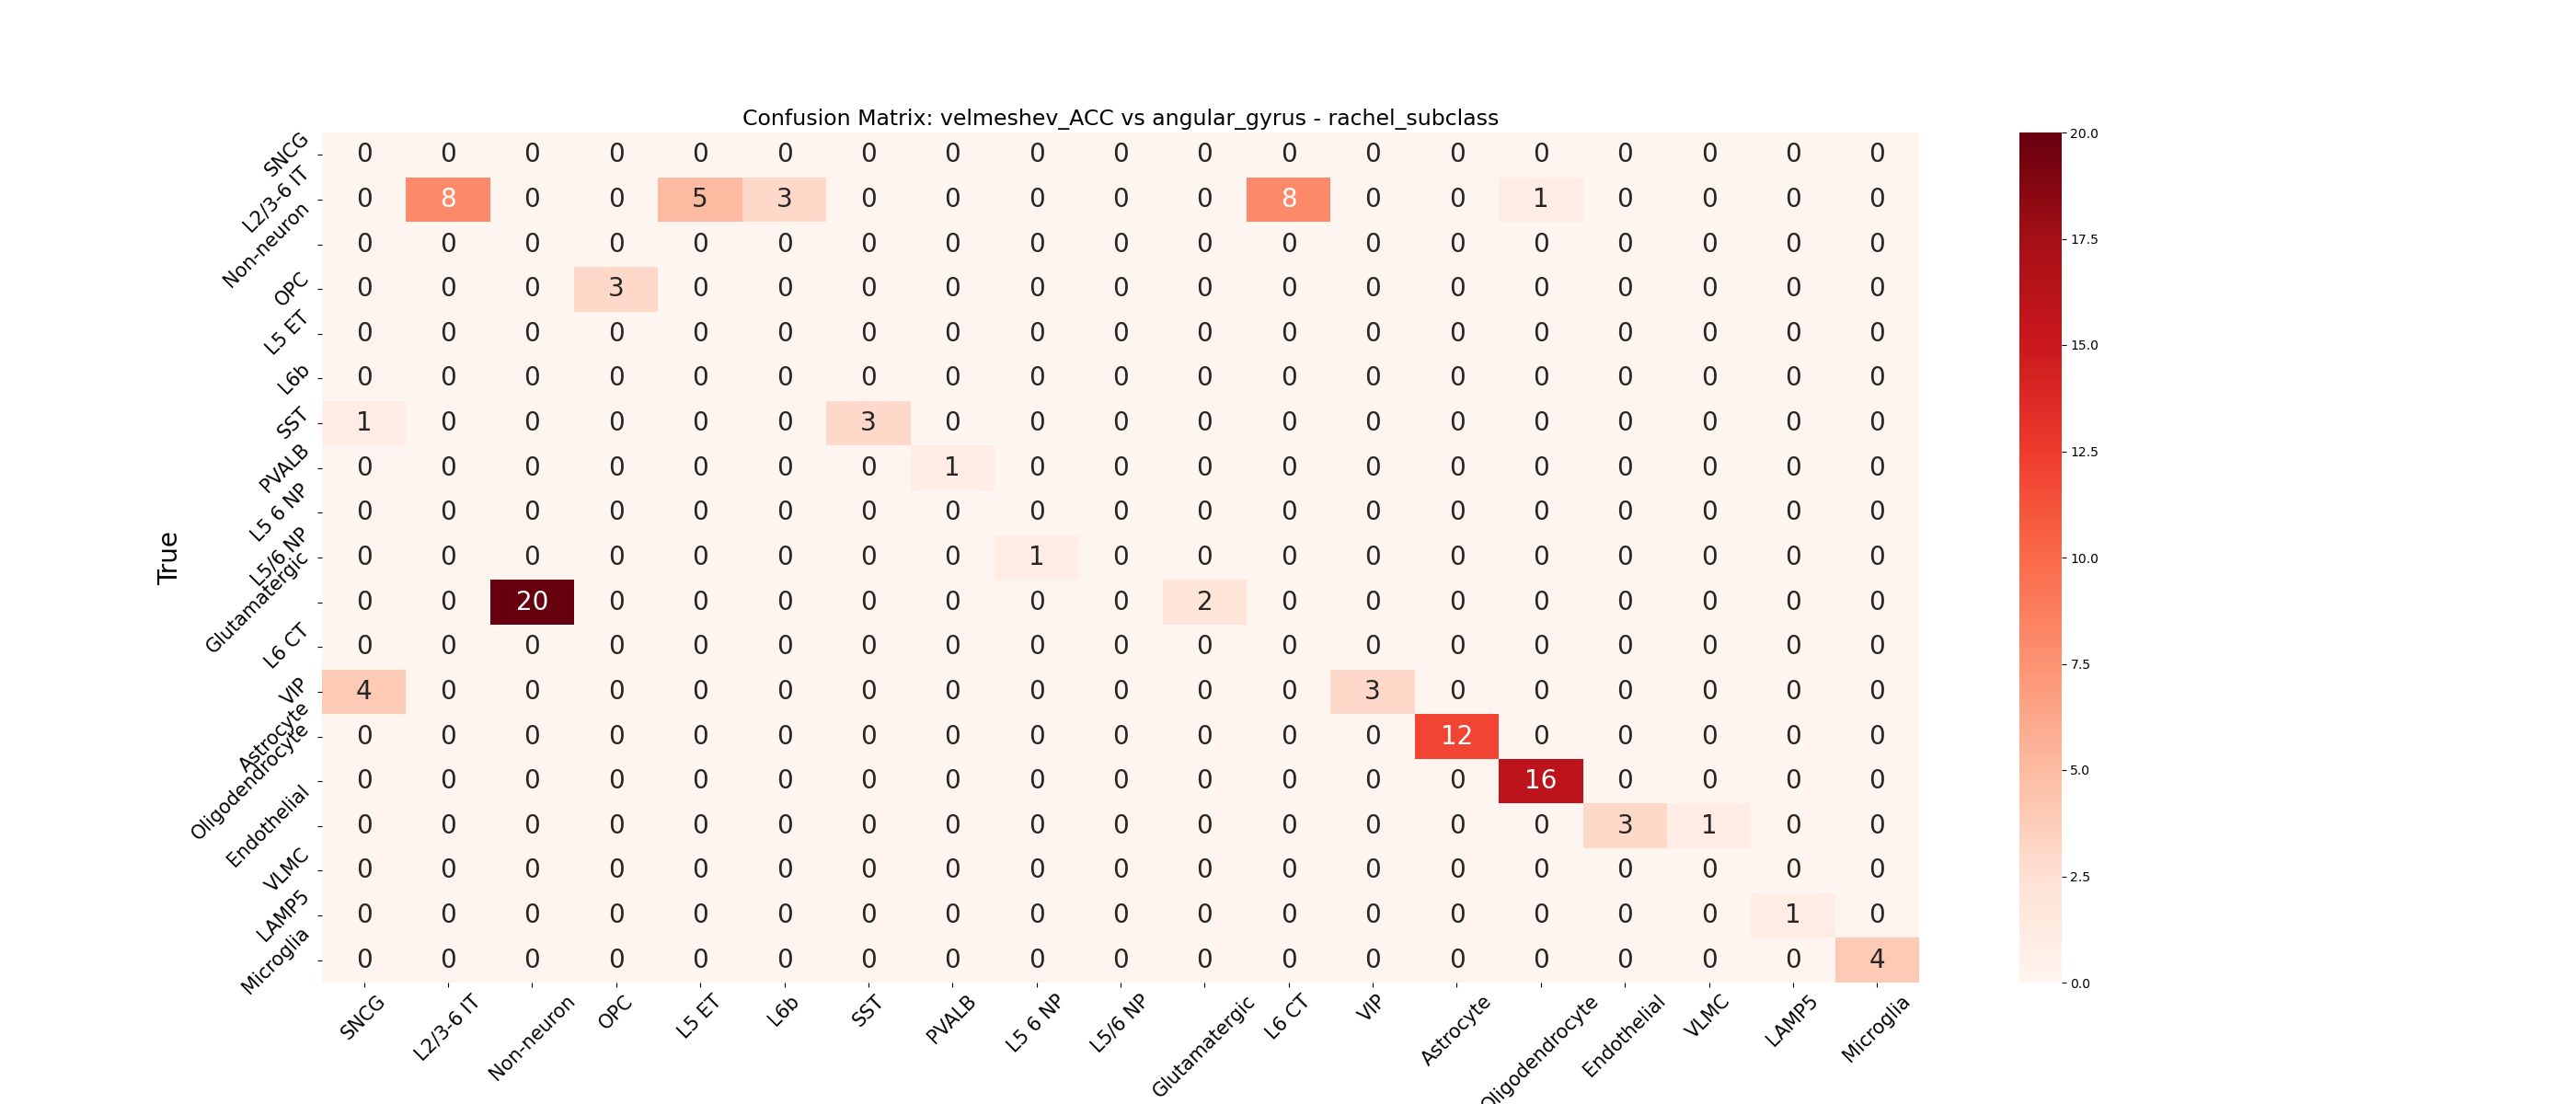 Confusion Matrix: velmeshev_ACC vs angular_gyrus - rachel_subclass
True
SNCG 0 0 0 0 0 0 0 0 0 0 0 0 0 0 0 0 0 0 0
L2/3-6 IT 0 8 0 0 5 3 0 0 0 0 0 8 0 0 1 0 0 0 0
Non-neuron 0 0 0 0 0 0 0 0 0 0 0 0 0 0 0 0 0 0 0
OPC 0 0 0 3 0 0 0 0 0 0 0 0 0 0 0 0 0 0 0
L5 ET 0 0 0 0 0 0 0 0 0 0 0 0 0 0 0 0 0 0 0
L6b 0 0 0 0 0 0 0 0 0 0 0 0 0 0 0 0 0 0 0
SST 1 0 0 0 0 0 3 0 0 0 0 0 0 0 0 0 0 0 0
PVALB 0 0 0 0 0 0 0 1 0 0 0 0 0 0 0 0 0 0 0
L5 6 NP 0 0 0 0 0 0 0 0 0 0 0 0 0 0 0 0 0 0 0
L5/6 NP 0 0 0 0 0 0 0 0 1 0 0 0 0 0 0 0 0 0 0
Glutamatergic 0 0 20 0 0 0 0 0 0 0 2 0 0 0 0 0 0 0 0
L6 CT 0 0 0 0 0 0 0 0 0 0 0 0 0 0 0 0 0 0 0
VIP 4 0 0 0 0 0 0 0 0 0 0 0 3 0 0 0 0 0 0
Astrocyte 0 0 0 0 0 0 0 0 0 0 0 0 0 12 0 0 0 0 0
Oligodendrocyte 0 0 0 0 0 0 0 0 0 0 0 0 0 0 16 0 0 0 0
Endothelial 0 0 0 0 0 0 0 0 0 0 0 0 0 0 0 3 1 0 0
VLMC 0 0 0 0 0 0 0 0 0 0 0 0 0 0 0 0 0 0 0
LAMP5 0 0 0 0 0 0 0 0 0 0 0 0 0 0 0 0 0 1 0
Microglia 0 0 0 0 0 0 0 0 0 0 0 0 0 0 0 0 0 0 4
SNCG L2/3-6 IT Non-neuron OPC L5 ET L6b SST PVALB L5 6 NP L5/6 NP Glutamatergic L6 CT VIP Astrocyte Oligodendrocyte Endothelial VLMC LAMP5 Microglia
20.0
17.5
15.0
12.5
10.0
7.5
5.0
2.5
0.0